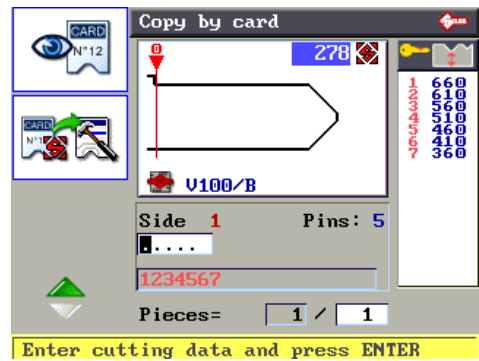 Copy by card
CARD
N°12
278
1 660
2 610
3 560
4 510
5 460
6 410
7 360
CARD
V100/B
Side 1 Pins: 5
.....
1234567
Pieces= 1 / 1
Enter cutting data and press ENTER